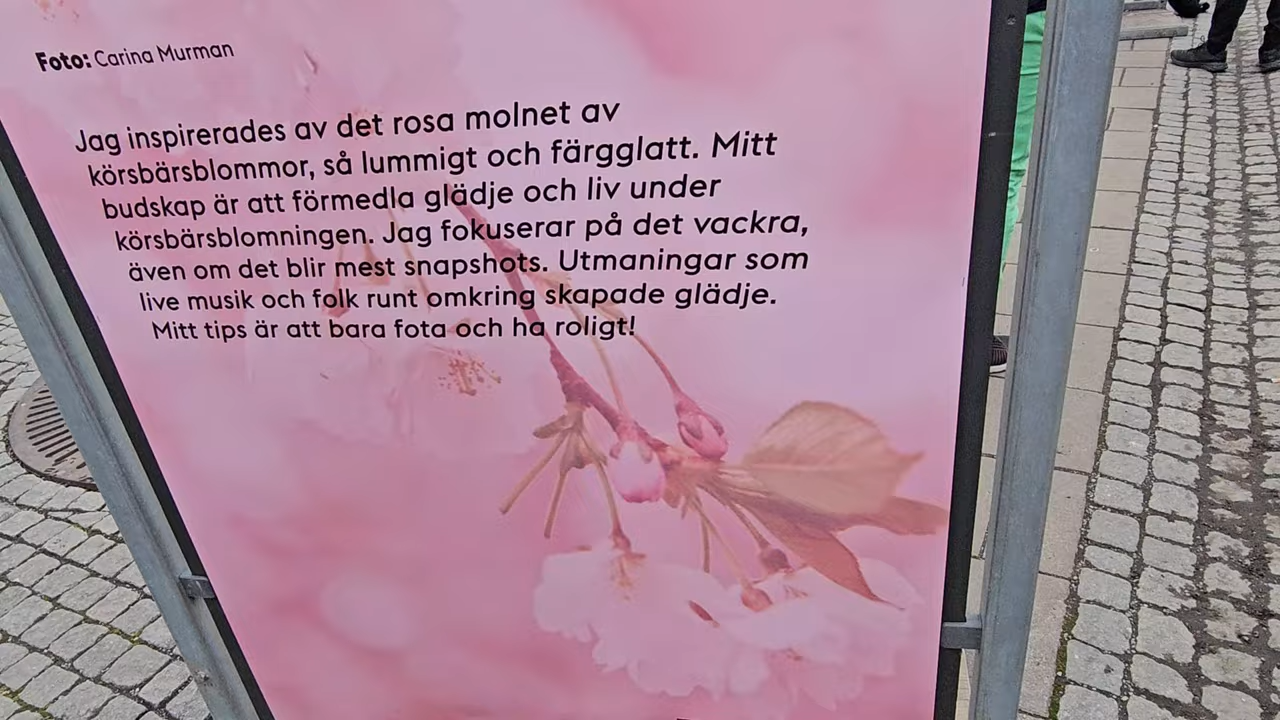 Foto: Carina Murman
Jag inspirerades av det rosa molnet av
körsbärsblommor, så lummigt och färgglatt. Mitt
budskap är att förmedla glädje och liv under
körsbärsblomningen. Jag fokuserar på det vackra,
även om det blir mest snapshots. Utmaningar som
live musik och folk runt omkring skapade glädje.
Mitt tips är att bara fota och ha roligt!